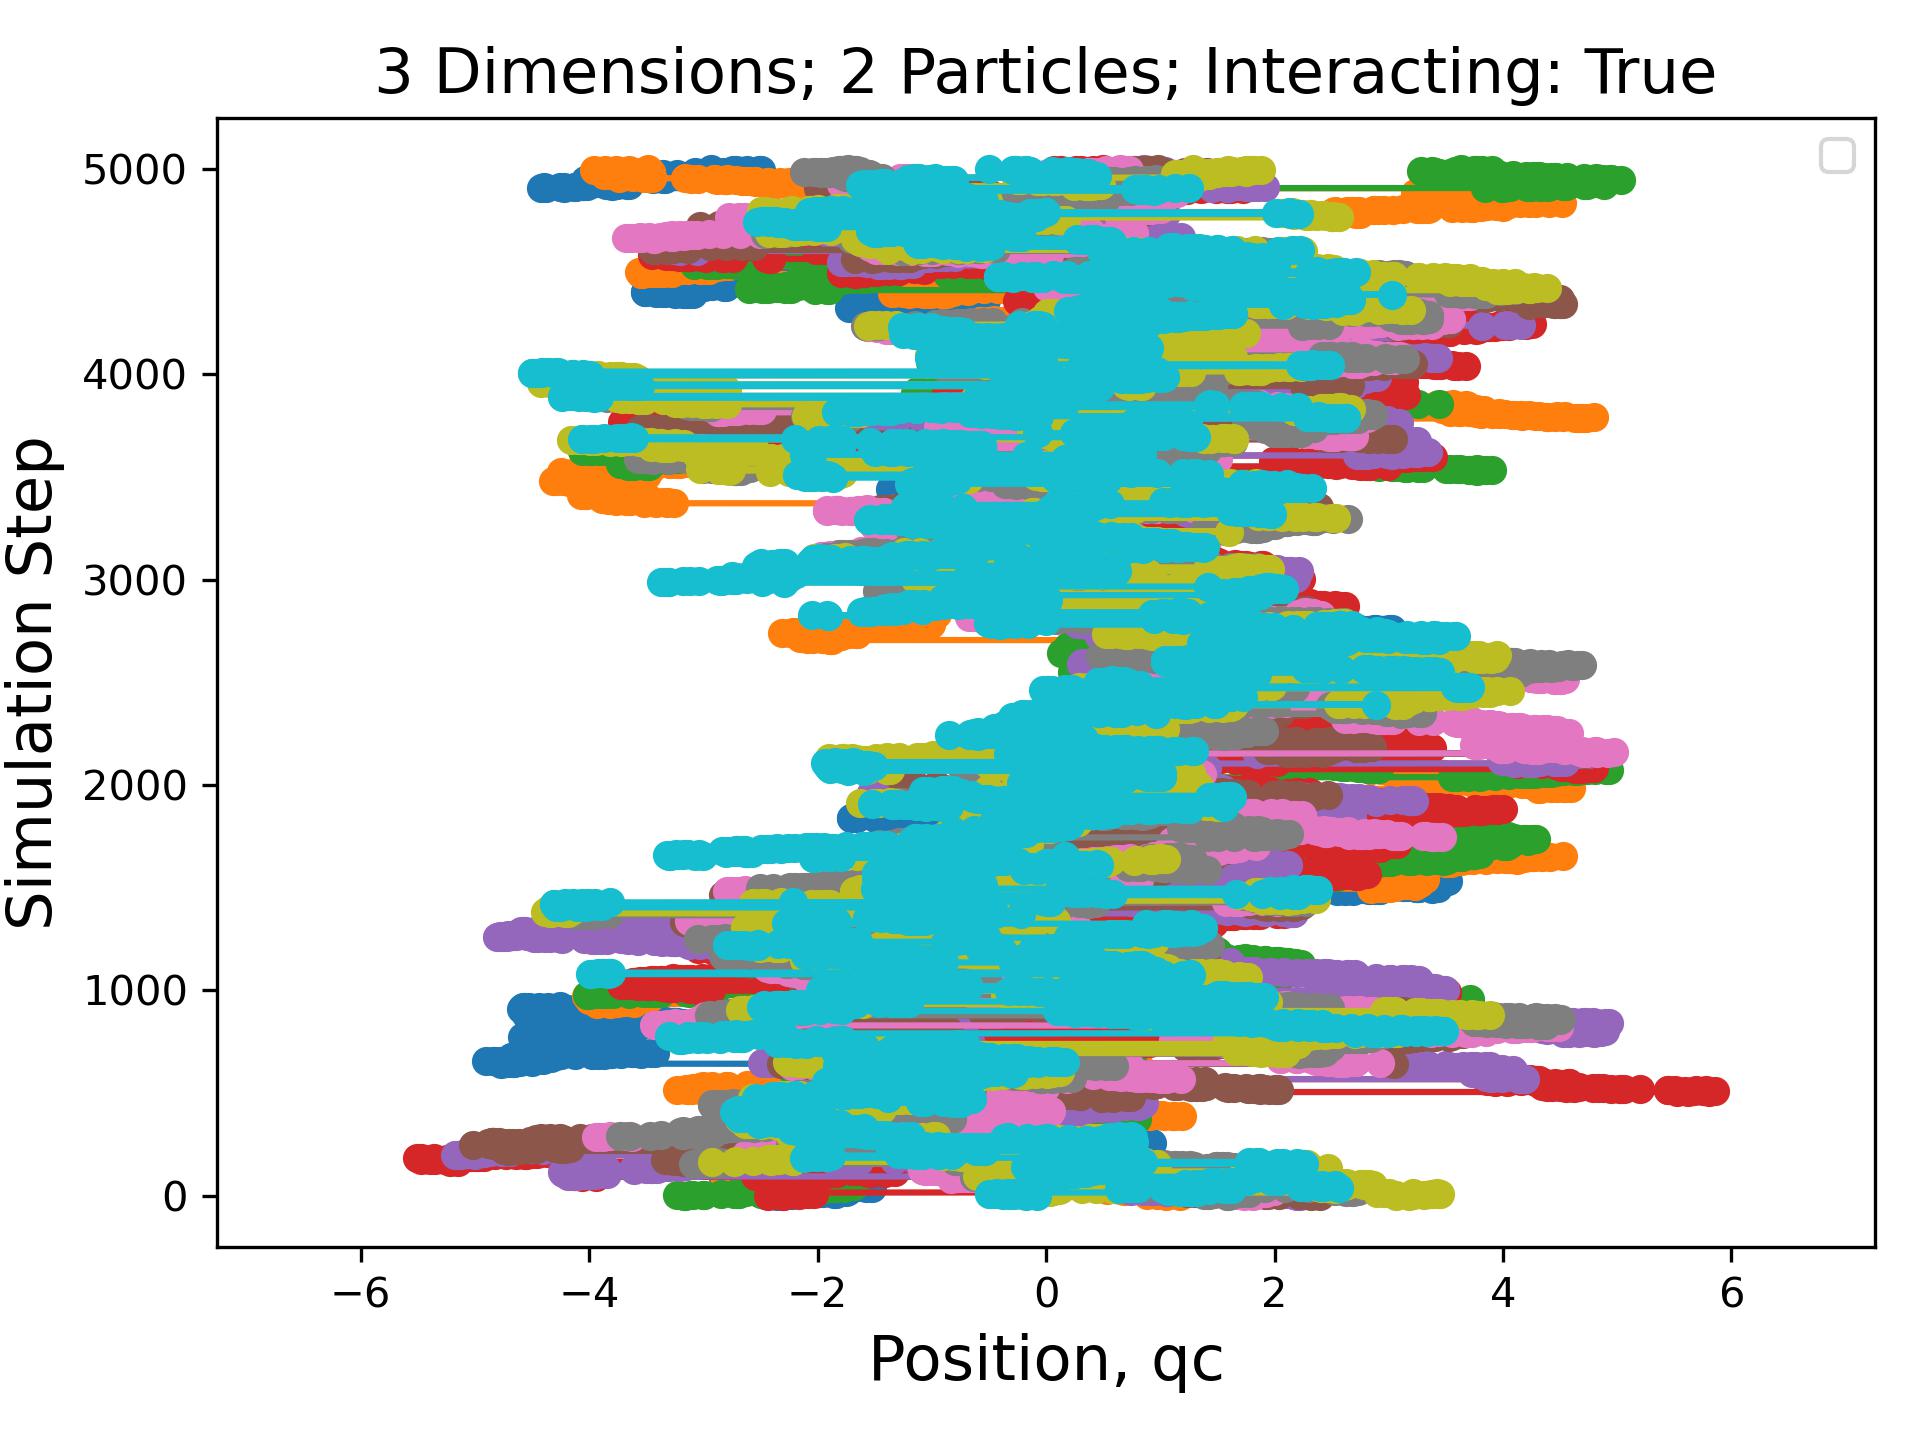 3 Dimensions; 2 Particles; Interacting: True
Simulation Step
5000
4000
3000
2000
1000
0
−6 −4 −2 0 2 4 6
Position, qc